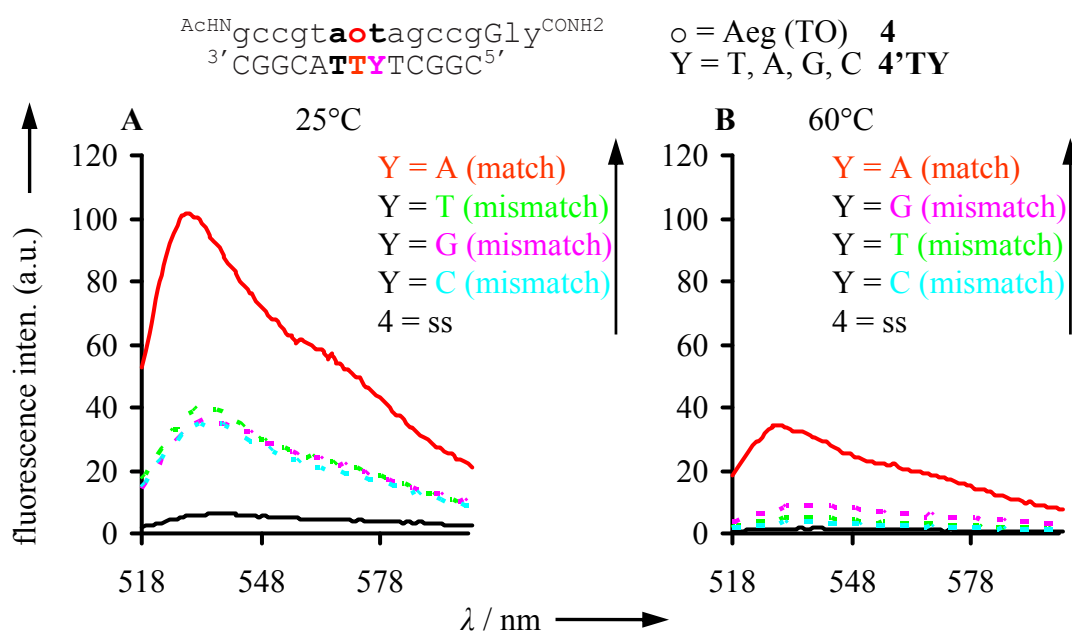 AcHNgccgtaotagccgGlyCONH2
3'CGGCATTYTCGGC5'
o = Aeg (TO) 4
Y = T, A, G, C 4'TY
A 25°C
B 60°C
fluorescence inten. (a.u.)
120
100
80
60
40
20
0
518 548 578
Y = A (match)
Y = T (mismatch)
Y = G (mismatch)
Y = C (mismatch)
4 = ss
120
100
80
60
40
20
0
518 548 578
Y = A (match)
Y = G (mismatch)
Y = T (mismatch)
Y = C (mismatch)
4 = ss
λ / nm